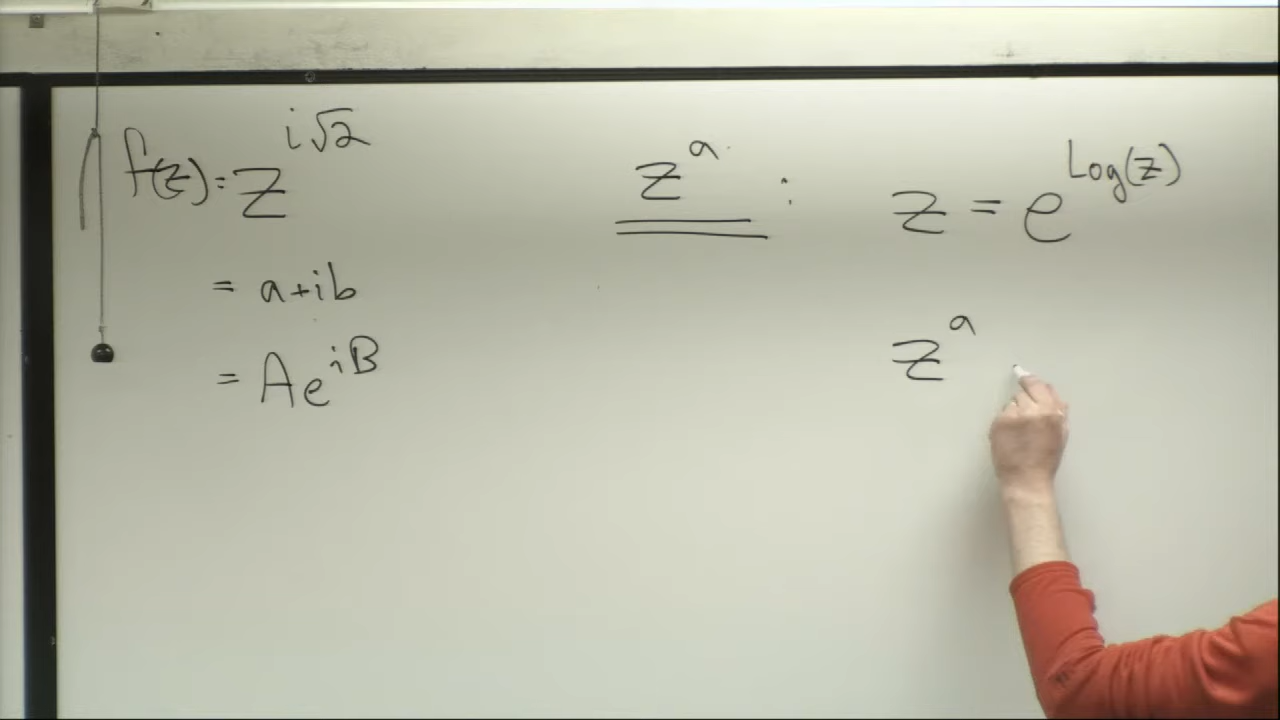 f(z) = z^{i√2}
= a+ib
= Ae^{iB}
z^a :
z = e^{Log(z)}
z^a